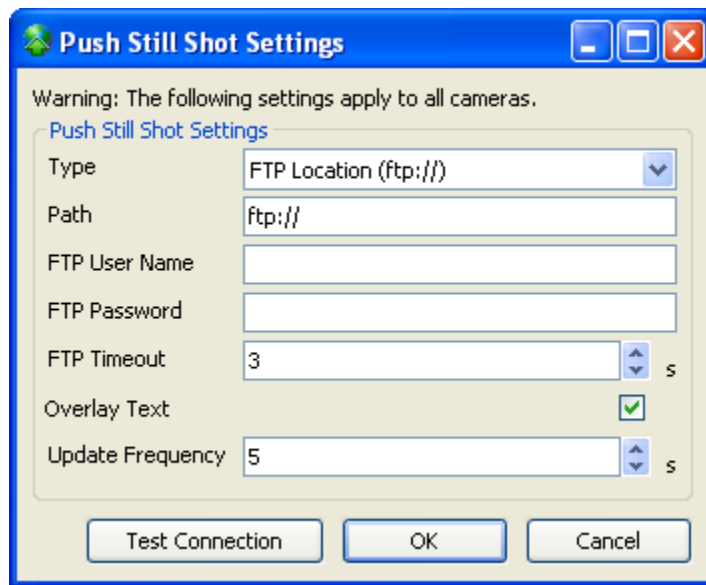 Push Still Shot Settings
Warning: The following settings apply to all cameras.
Push Still Shot Settings
Type FTP Location (ftp://)
Path ftp://
FTP User Name
FTP Password
FTP Timeout 3 s
Overlay Text
Update Frequency 5 s
Test Connection OK Cancel